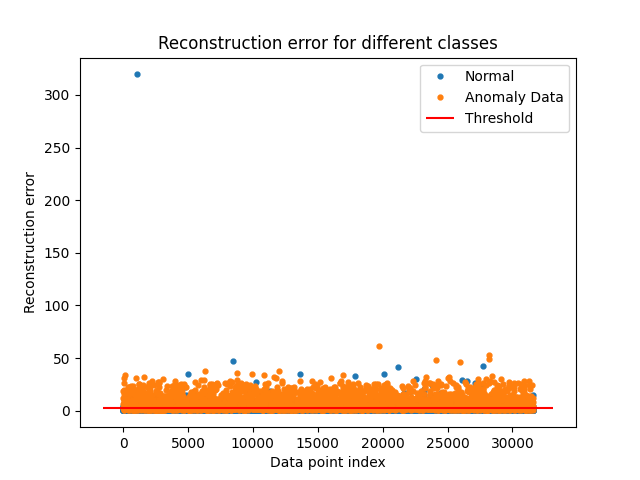 Reconstruction error for different classes
Normal
Anomaly Data
Threshold
Reconstruction error
300
250
200
150
100
50
0
0 5000 10000 15000 20000 25000 30000
Data point index